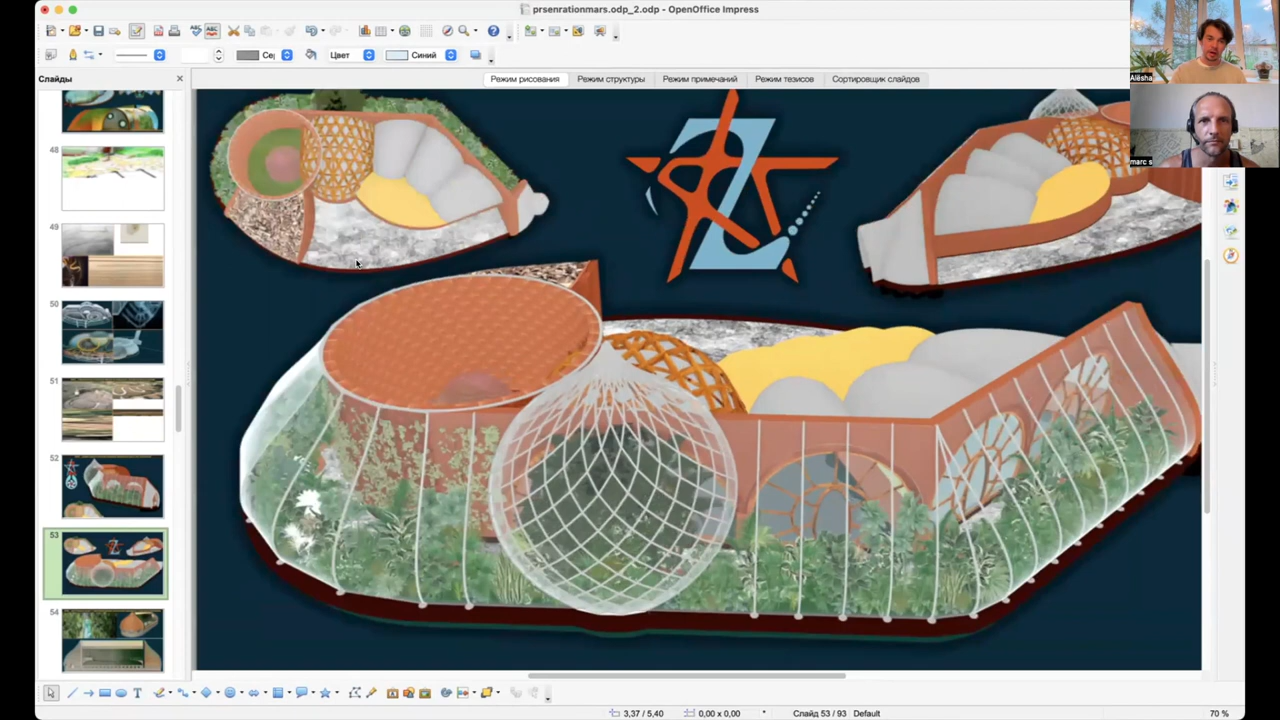 prsenrationmars.odp_2.odp - OpenOffice Impress
Цвет
Синий
Слайды
Режим рисования
Режим структуры
Режим примечаний
Режим тезисов
Сортировщик слайдов
Alësha
marc s
48
49
50
51
52
53
54
3,37 / 5,40
0,00 x 0,00
*
Слайд 53 / 93
Default
70 %